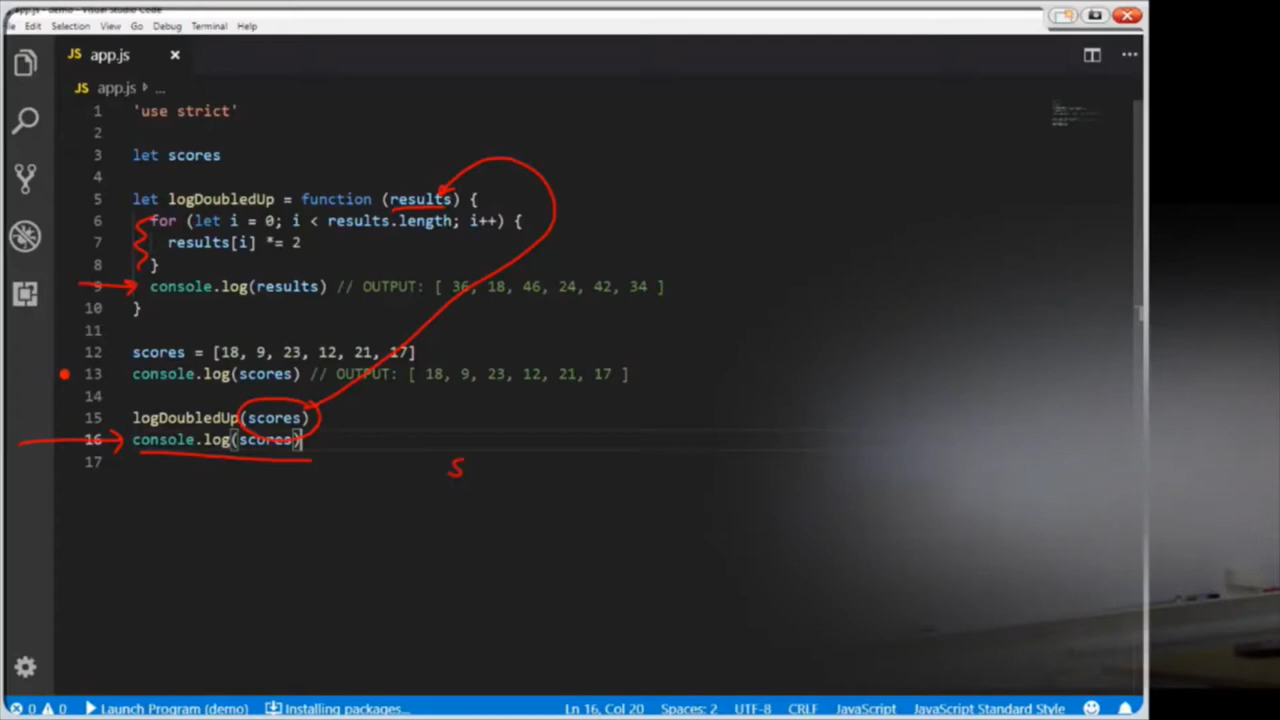 app.js - demo - Visual Studio Code
Edit Selection View Go Debug Terminal Help
JS app.js ×
JS app.js ...
1 'use strict'
2
3 let scores
4
5 let logDoubledUp = function (results) {
6 for (let i = 0; i < results.length; i++) {
7 results[i] *= 2
8 }
9 console.log(results) // OUTPUT: [ 36, 18, 46, 24, 42, 34 ]
10 }
11
12 scores = [18, 9, 23, 12, 21, 17]
13 console.log(scores) // OUTPUT: [ 18, 9, 23, 12, 21, 17 ]
14
15 logDoubledUp(scores)
16 console.log(scores)
17
S
0 0 Launch Program (demo) Installing packages... Ln 16, Col 20 Spaces: 2 UTF-8 CRLF JavaScript JavaScript Standard Style